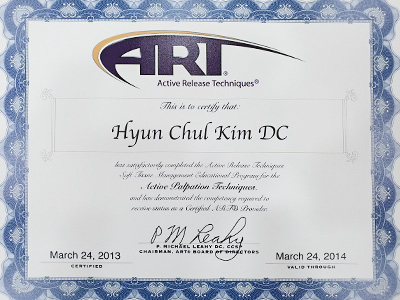 ART®
Active Release Techniques®
This is to certify that:
Hyun Chul Kim DC
has satisfactorily completed the Active Release Techniques
Soft Tissue Management Educational Program for the
Active Palpation Techniques,
and has demonstrated the competency required to
receive status as a Certified ART® Provider.
P M Leahy
P. MICHAEL LEAHY DC, CCSP
CHAIRMAN, ART® BOARD OF DIRECTORS
March 24, 2013
CERTIFIED
March 24, 2014
VALID THROUGH